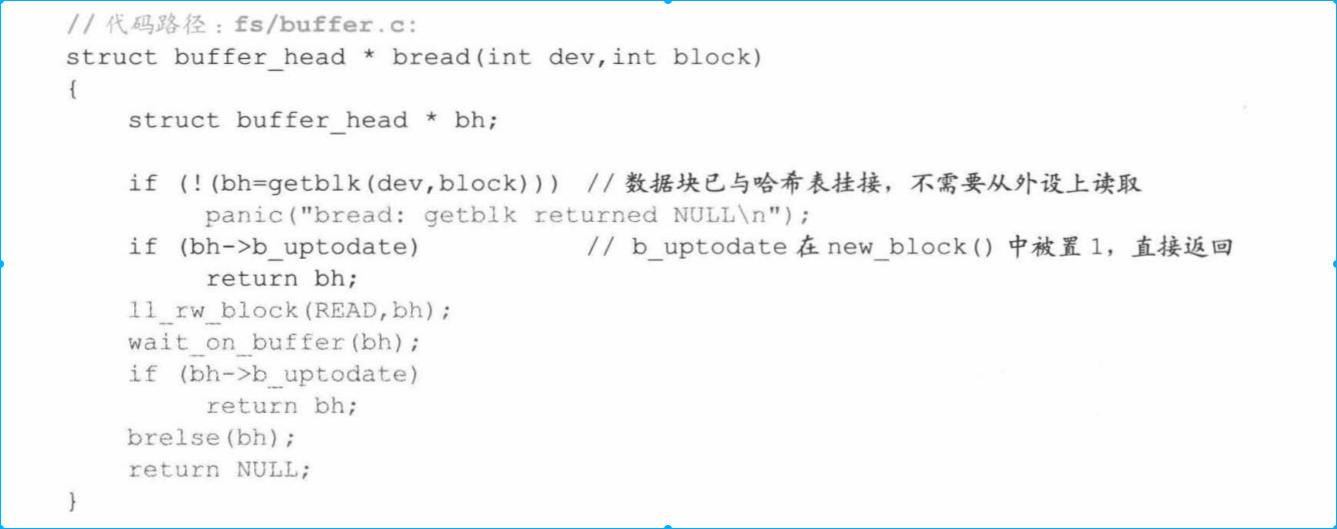 // 代码路径：fs/buffer.c:
struct buffer_head * bread(int dev,int block)
{
    struct buffer_head * bh;

    if (!(bh=getblk(dev,block))) // 数据块已与哈希表挂接，不需要从外设上读取
        panic("bread: getblk returned NULL\n");
    if (bh->b_uptodate)          // b_uptodate 在 new_block() 中被置 1，直接返回
        return bh;
    ll_rw_block(READ,bh);
    wait_on_buffer(bh);
    if (bh->b_uptodate)
        return bh;
    brelse(bh);
    return NULL;
}